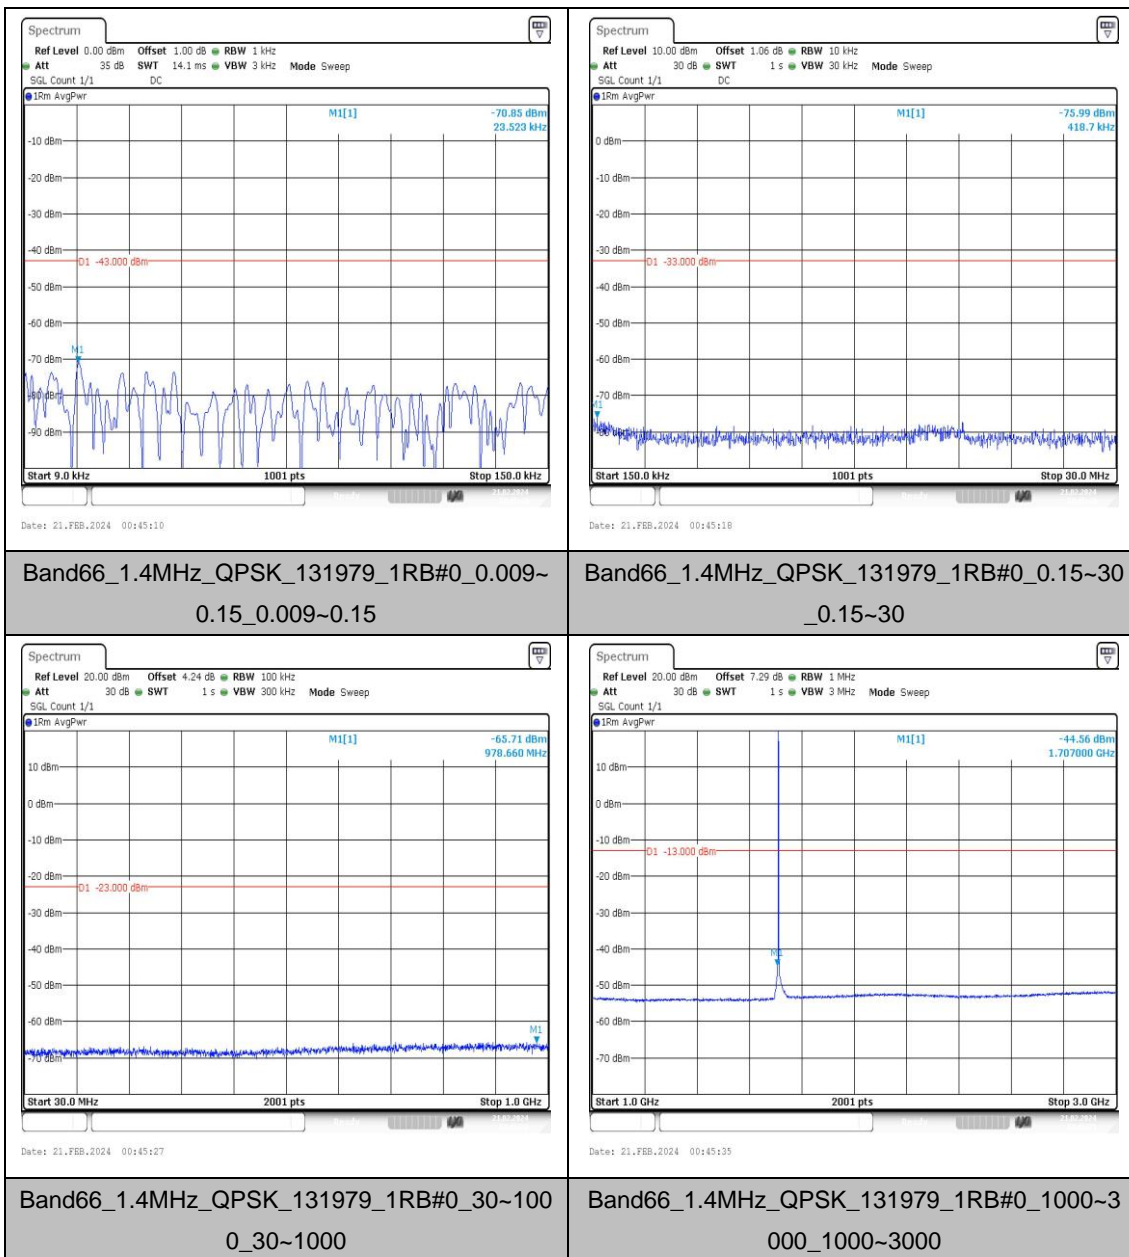 Spectrum
Ref Level 0.00 dBm Offset 1.00 dB RBW 1 kHz
Att 35 dB SWT 14.1 ms VBW 3 kHz Mode Sweep
SGL Count 1/1 DC
1Rm AvgPwr
M1[1] -70.85 dBm
23.523 kHz
-10 dBm
-20 dBm
-30 dBm
-40 dBm
D1 -43.000 dBm
-50 dBm
-60 dBm
M1
-70 dBm
-80 dBm
-90 dBm
Start 9.0 kHz 1001 pts Stop 150.0 kHz
Date: 21.FEB.2024 00:45:10
Band66_1.4MHz_QPSK_131979_1RB#0_0.009~
0.15_0.009~0.15
Spectrum
Ref Level 10.00 dBm Offset 1.06 dB RBW 10 kHz
Att 30 dB SWT 1 s VBW 30 kHz Mode Sweep
SGL Count 1/1 DC
1Rm AvgPwr
M1[1] -75.99 dBm
418.7 kHz
0 dBm
-10 dBm
-20 dBm
-30 dBm
D1 -33.000 dBm
-40 dBm
-50 dBm
-60 dBm
-70 dBm
M1
Start 150.0 kHz 1001 pts Stop 30.0 MHz
Date: 21.FEB.2024 00:45:18
Band66_1.4MHz_QPSK_131979_1RB#0_0.15~30
_0.15~30
Spectrum
Ref Level 20.00 dBm Offset 4.24 dB RBW 100 kHz
Att 30 dB SWT 1 s VBW 300 kHz Mode Sweep
SGL Count 1/1
1Rm AvgPwr
M1[1] -65.71 dBm
978.660 MHz
10 dBm
0 dBm
-10 dBm
-20 dBm
D1 -23.000 dBm
-30 dBm
-40 dBm
-50 dBm
-60 dBm
M1
-70 dBm
Start 30.0 MHz 2001 pts Stop 1.0 GHz
Date: 21.FEB.2024 00:45:27
Band66_1.4MHz_QPSK_131979_1RB#0_30~100
0_30~1000
Spectrum
Ref Level 20.00 dBm Offset 7.29 dB RBW 1 MHz
Att 30 dB SWT 1 s VBW 3 MHz Mode Sweep
SGL Count 1/1
1Rm AvgPwr
M1[1] -44.56 dBm
1.707000 GHz
10 dBm
0 dBm
-10 dBm
D1 -13.000 dBm
-20 dBm
-30 dBm
-40 dBm
M1
-50 dBm
-60 dBm
-70 dBm
Start 1.0 GHz 2001 pts Stop 3.0 GHz
Date: 21.FEB.2024 00:45:35
Band66_1.4MHz_QPSK_131979_1RB#0_1000~3
000_1000~3000